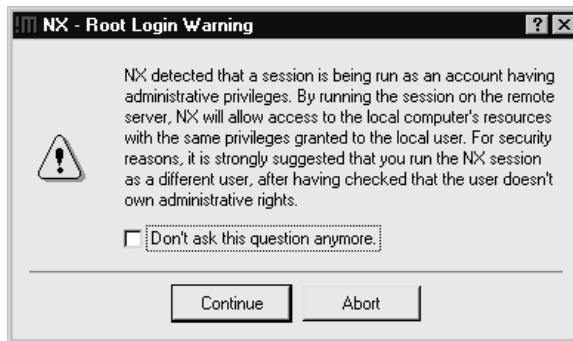 !M NX - Root Login Warning
NX detected that a session is being run as an account having
administrative privileges. By running the session on the remote
server, NX will allow access to the local computer's resources
with the same privileges granted to the local user. For security
reasons, it is strongly suggested that you run the NX session
as a different user, after having checked that the user doesn't
own administrative rights.
Don't ask this question anymore.
Continue
Abort